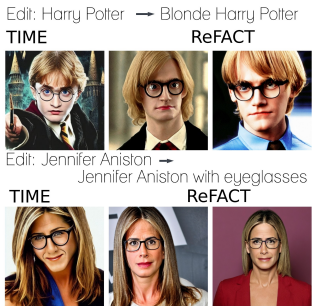 Edit: Harry Potter → Blonde Harry Potter
TIME ReFACT
Edit: Jennifer Aniston →
Jennifer Aniston with eyeglasses
TIME ReFACT